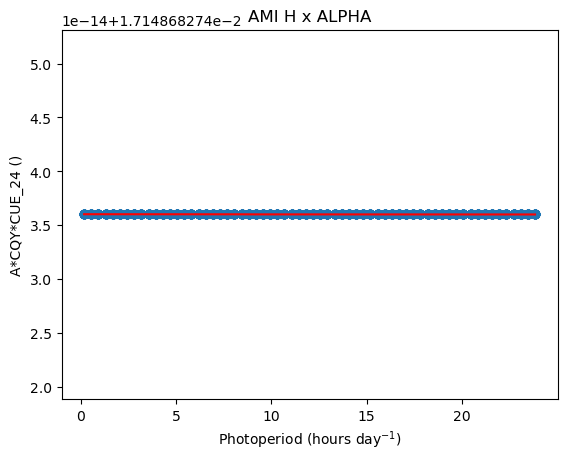 1e−14+1.714868274e−2
AMI H x ALPHA
5.0
4.5
4.0
3.5
3.0
2.5
2.0
A*CQY*CUE_24 ()
0 5 10 15 20
Photoperiod (hours day⁻¹)